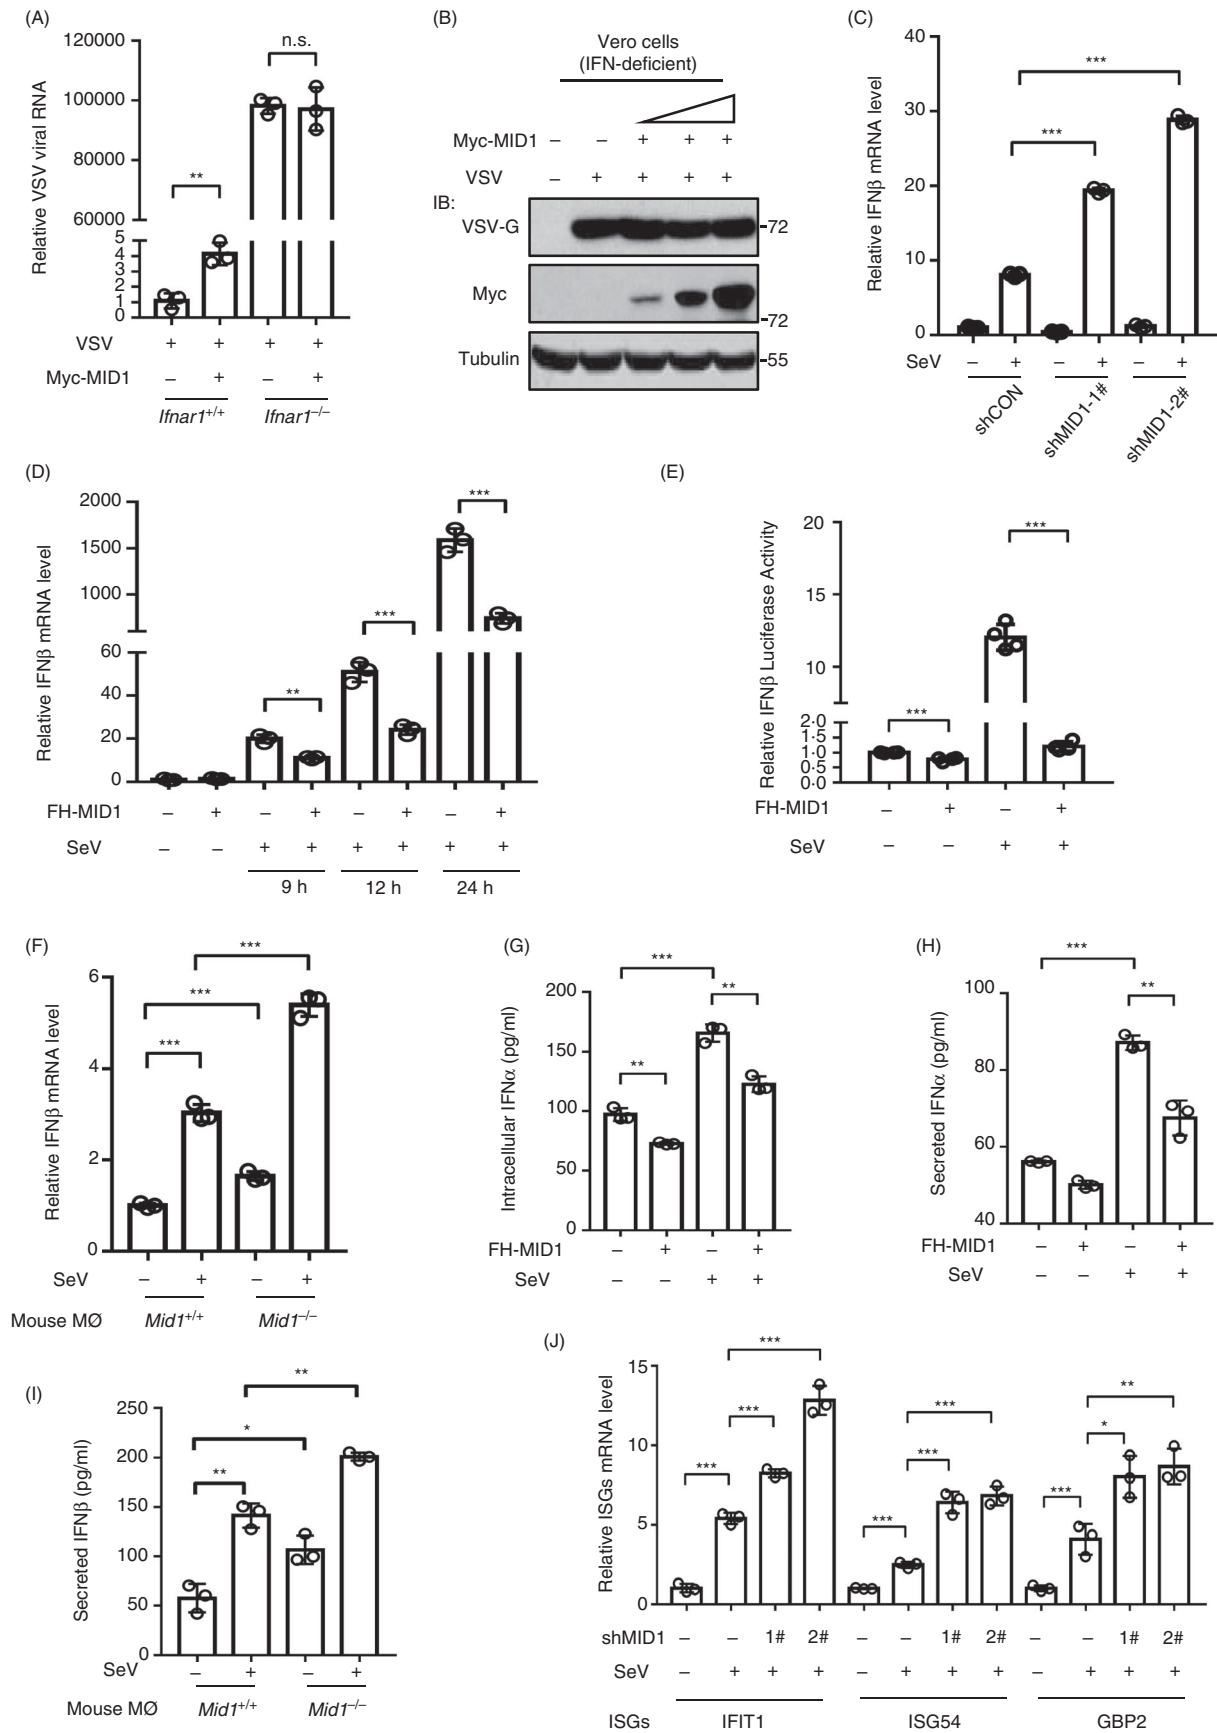 (A)
Relative VSV viral RNA
120000
100000
80000
60000
5
4
3
2
1
0
**
n.s.
VSV + + + +
Myc-MID1 – + – +
Ifnar1+/+ Ifnar1–/–
(B)
Vero cells
(IFN-deficient)
Myc-MID1 – – + + +
VSV – + + + +
IB:
VSV-G -72
Myc -72
Tubulin -55
(C)
Relative IFNβ mRNA level
40
30
20
10
0
***
***
SeV – + – + – +
shCON shMID1-1# shMID1-2#
(D)
Relative IFNβ mRNA level
2000
1500
1000
60
40
20
0
**
***
***
FH-MID1 – + – + – + – +
SeV – – + + + + + +
9 h 12 h 24 h
(E)
Relative IFNβ Luciferase Activity
20
15
10
2·0
1·5
1·0
0·5
0·0
***
***
FH-MID1 – + – +
SeV – – + +
(F)
Relative IFNβ mRNA level
6
4
2
0
***
***
***
SeV – + – +
Mouse MØ Mid1+/+ Mid1–/–
(G)
Intracellular IFNα (pg/ml)
200
150
100
50
0
***
**
**
FH-MID1 – + – +
SeV – – + +
(H)
Secreted IFNα (pg/ml)
100
80
60
40
***
**
FH-MID1 – + – +
SeV – – + +
(I)
Secreted IFNβ (pg/ml)
250
200
150
100
50
0
**
*
**
SeV – + – +
Mouse MØ Mid1+/+ Mid1–/–
(J)
Relative ISGs mRNA level
15
10
5
0
***
***
***
***
***
***
***
*
**
shMID1 – – 1# 2# – – 1# 2# – – 1# 2#
SeV – + + + – + + + – + + +
ISGs IFIT1 ISG54 GBP2